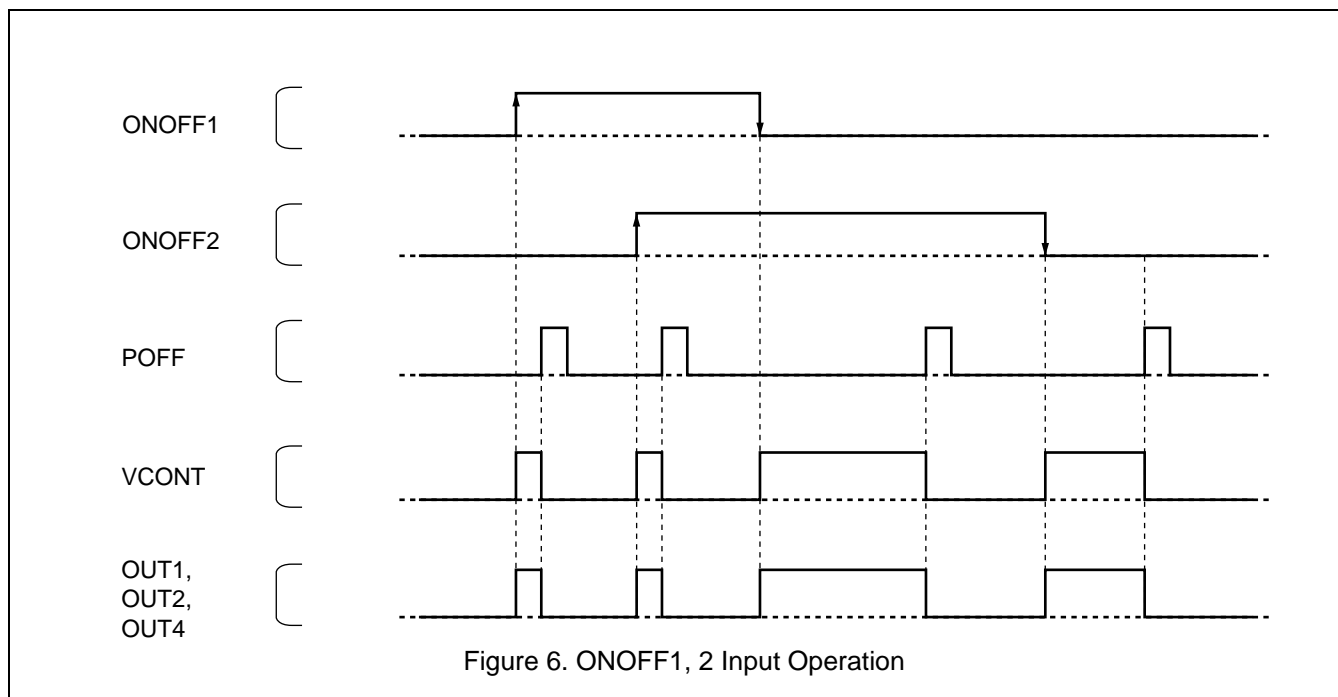 ONOFF1
ONOFF2
POFF
VCONT
OUT1,
OUT2,
OUT4
Figure 6. ONOFF1, 2 Input Operation